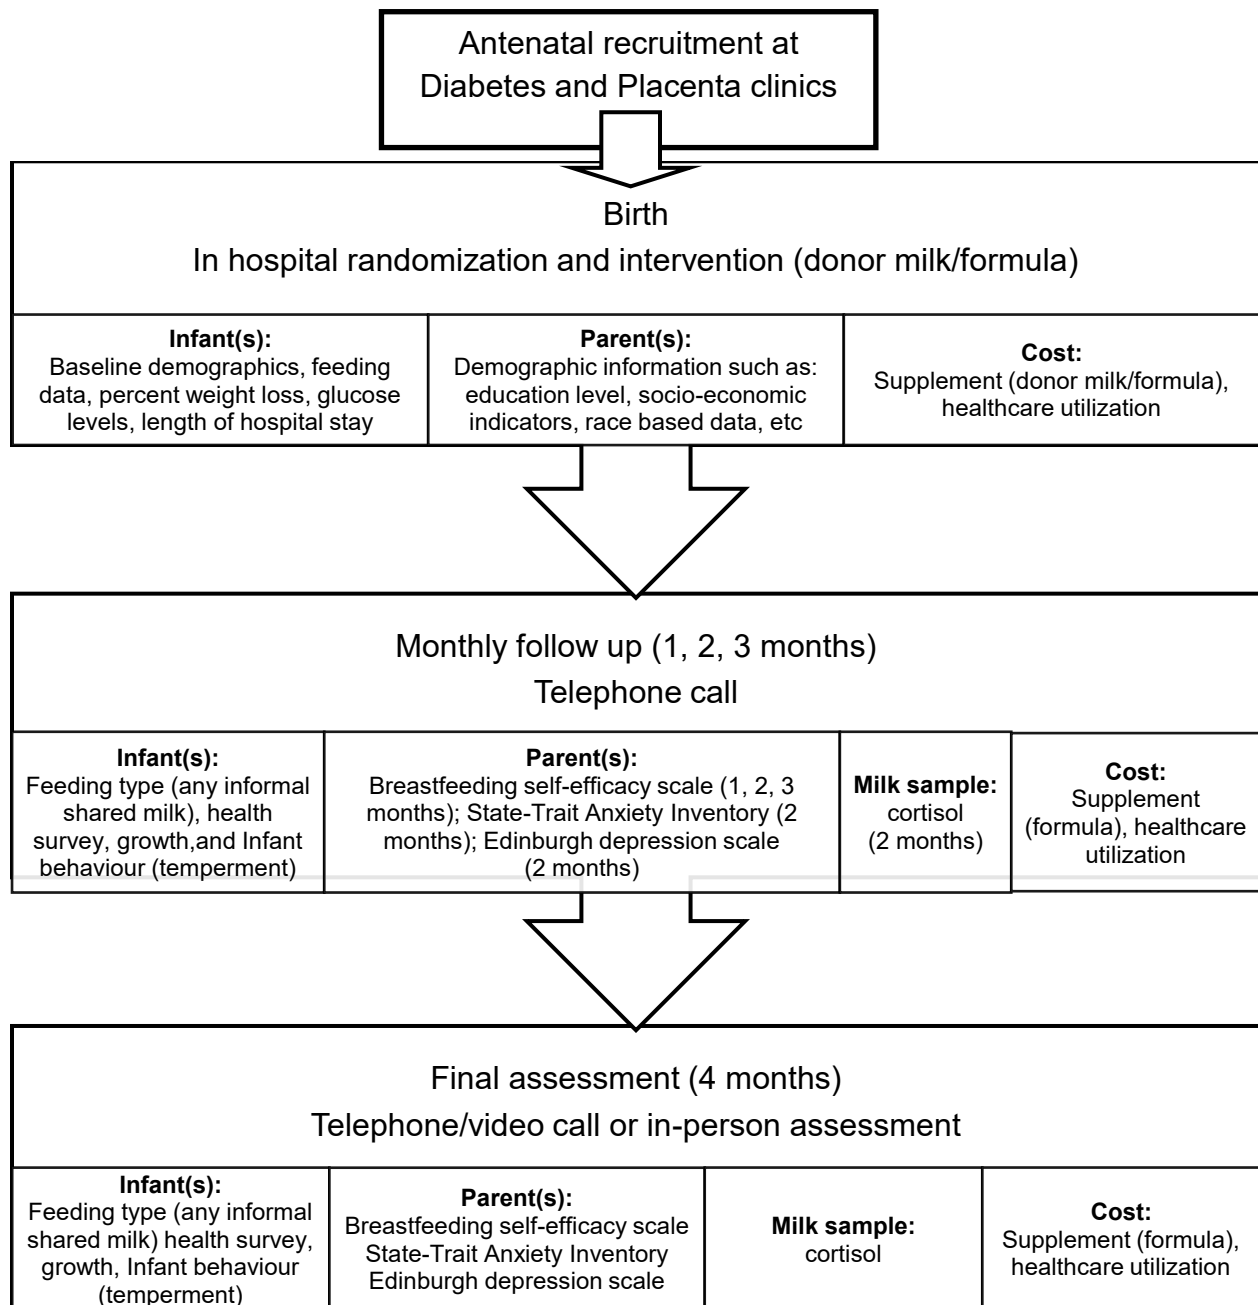 Antenatal recruitment at
Diabetes and Placenta clinics
Birth
In hospital randomization and intervention (donor milk/formula)
Infant(s):
Baseline demographics, feeding
data, percent weight loss, glucose
levels, length of hospital stay
Parent(s):
Demographic information such as:
education level, socio-economic
indicators, race based data, etc
Cost:
Supplement (donor milk/formula),
healthcare utilization
Monthly follow up (1, 2, 3 months)
Telephone call
Infant(s):
Feeding type (any informal
shared milk), health
survey, growth,and Infant
behaviour (temperment)
Parent(s):
Breastfeeding self-efficacy scale (1, 2, 3
months); State-Trait Anxiety Inventory (2
months); Edinburgh depression scale
(2 months)
Milk sample:
cortisol
(2 months)
Cost:
Supplement
(formula), healthcare
utilization
Final assessment (4 months)
Telephone/video call or in-person assessment
Infant(s):
Feeding type (any informal
shared milk) health survey,
growth, Infant behaviour
(temperment)
Parent(s):
Breastfeeding self-efficacy scale
State-Trait Anxiety Inventory
Edinburgh depression scale
Milk sample:
cortisol
Cost:
Supplement (formula),
healthcare utilization